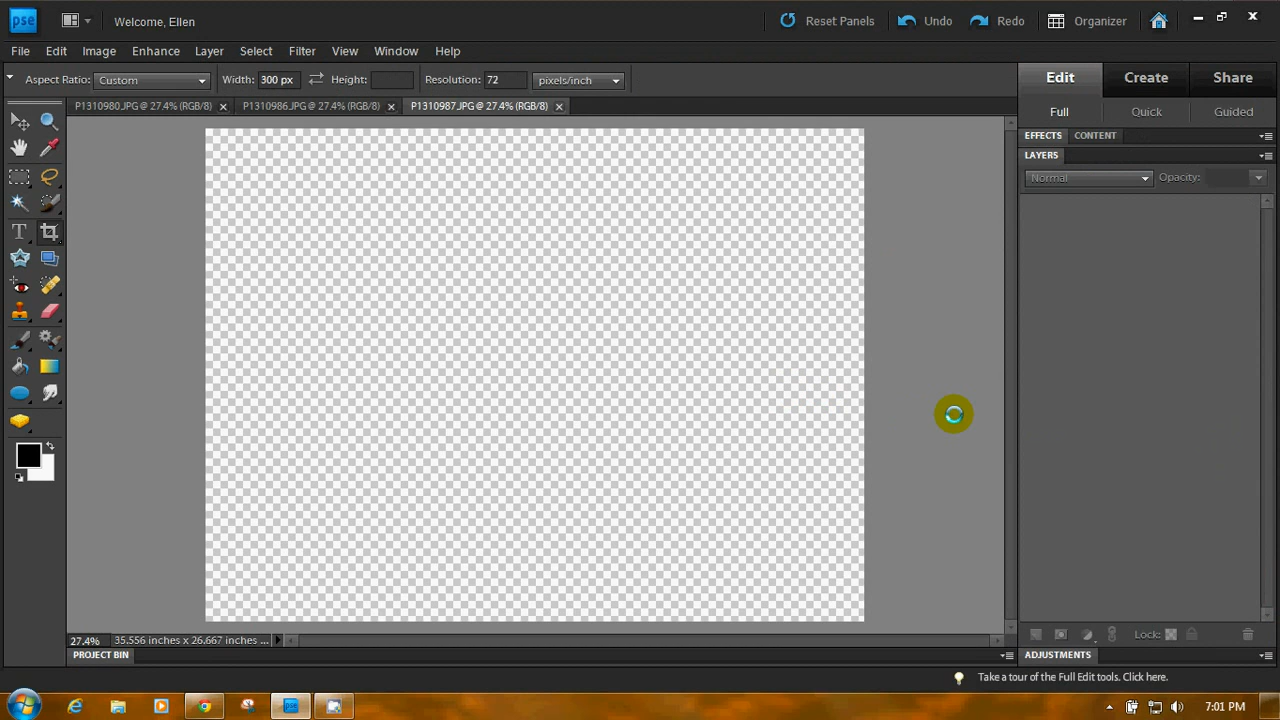 pse Welcome, Ellen Reset Panels Undo Redo Organizer
File Edit Image Enhance Layer Select Filter View Window Help
Aspect Ratio: Custom Width: 300 px Height: Resolution: 72 pixels/inch
Edit Create Share
P1310980.JPG @ 27.4% (RGB/8) P1310986.JPG @ 27.4% (RGB/8) P1310987.JPG @ 27.4% (RGB/8)
Full Quick Guided
EFFECTS CONTENT
LAYERS
Normal Opacity:
T
Lock:
27.4% 35.556 inches x 26.667 inches ...
PROJECT BIN
ADJUSTMENTS
Take a tour of the Full Edit tools. Click here.
pse 7:01 PM